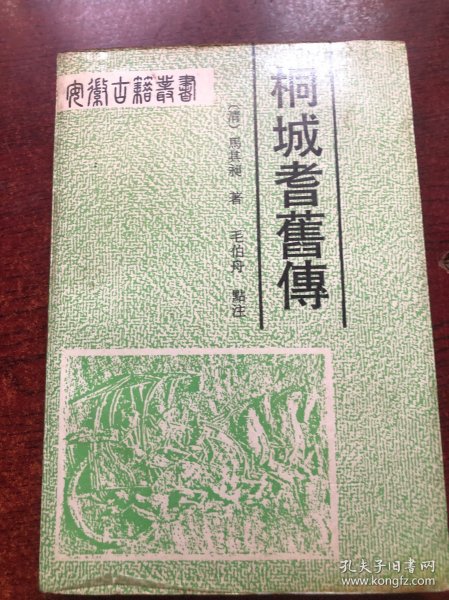 安徽古籍叢書
桐城耆舊傳
〔清〕馬其昶 著 毛伯舟 點注
孔夫子旧书网
www.kongfz.com